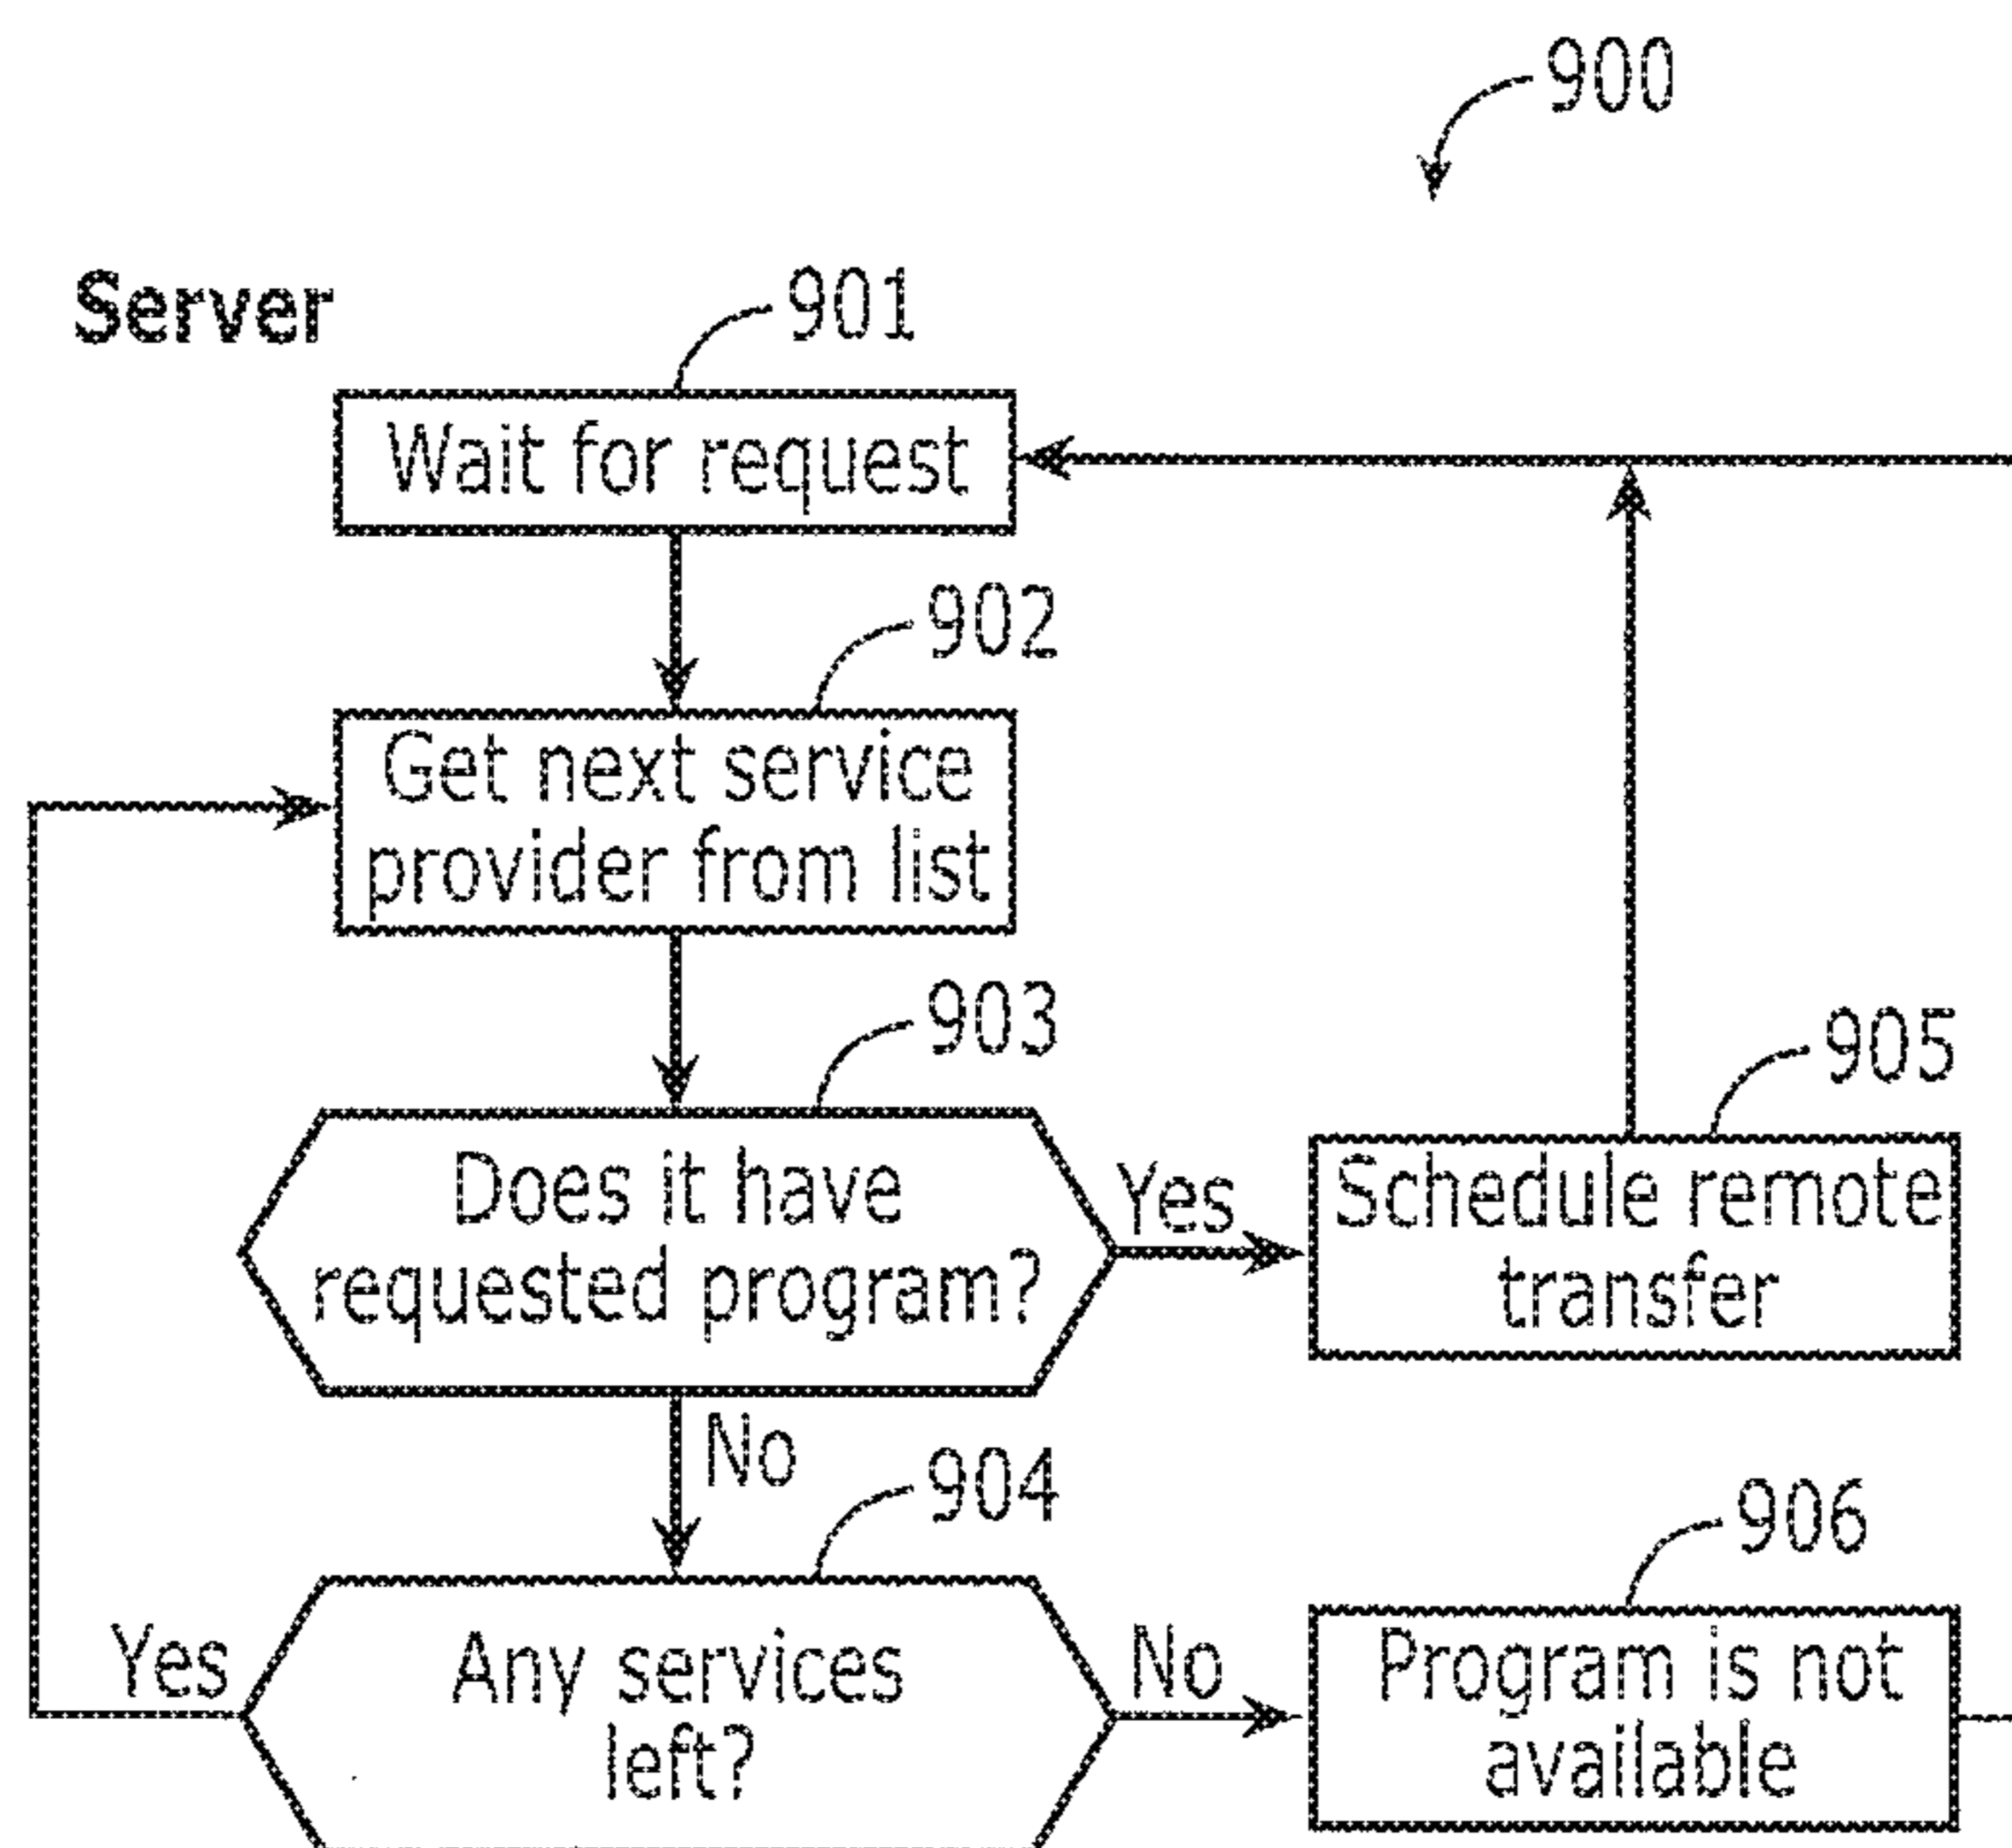 900
Server
901
Wait for request
902
Get next service
provider from list
903
Does it have
requested program?
Yes
905
Schedule remote
transfer
No
904
Any services
left?
Yes
No
906
Program is not
available